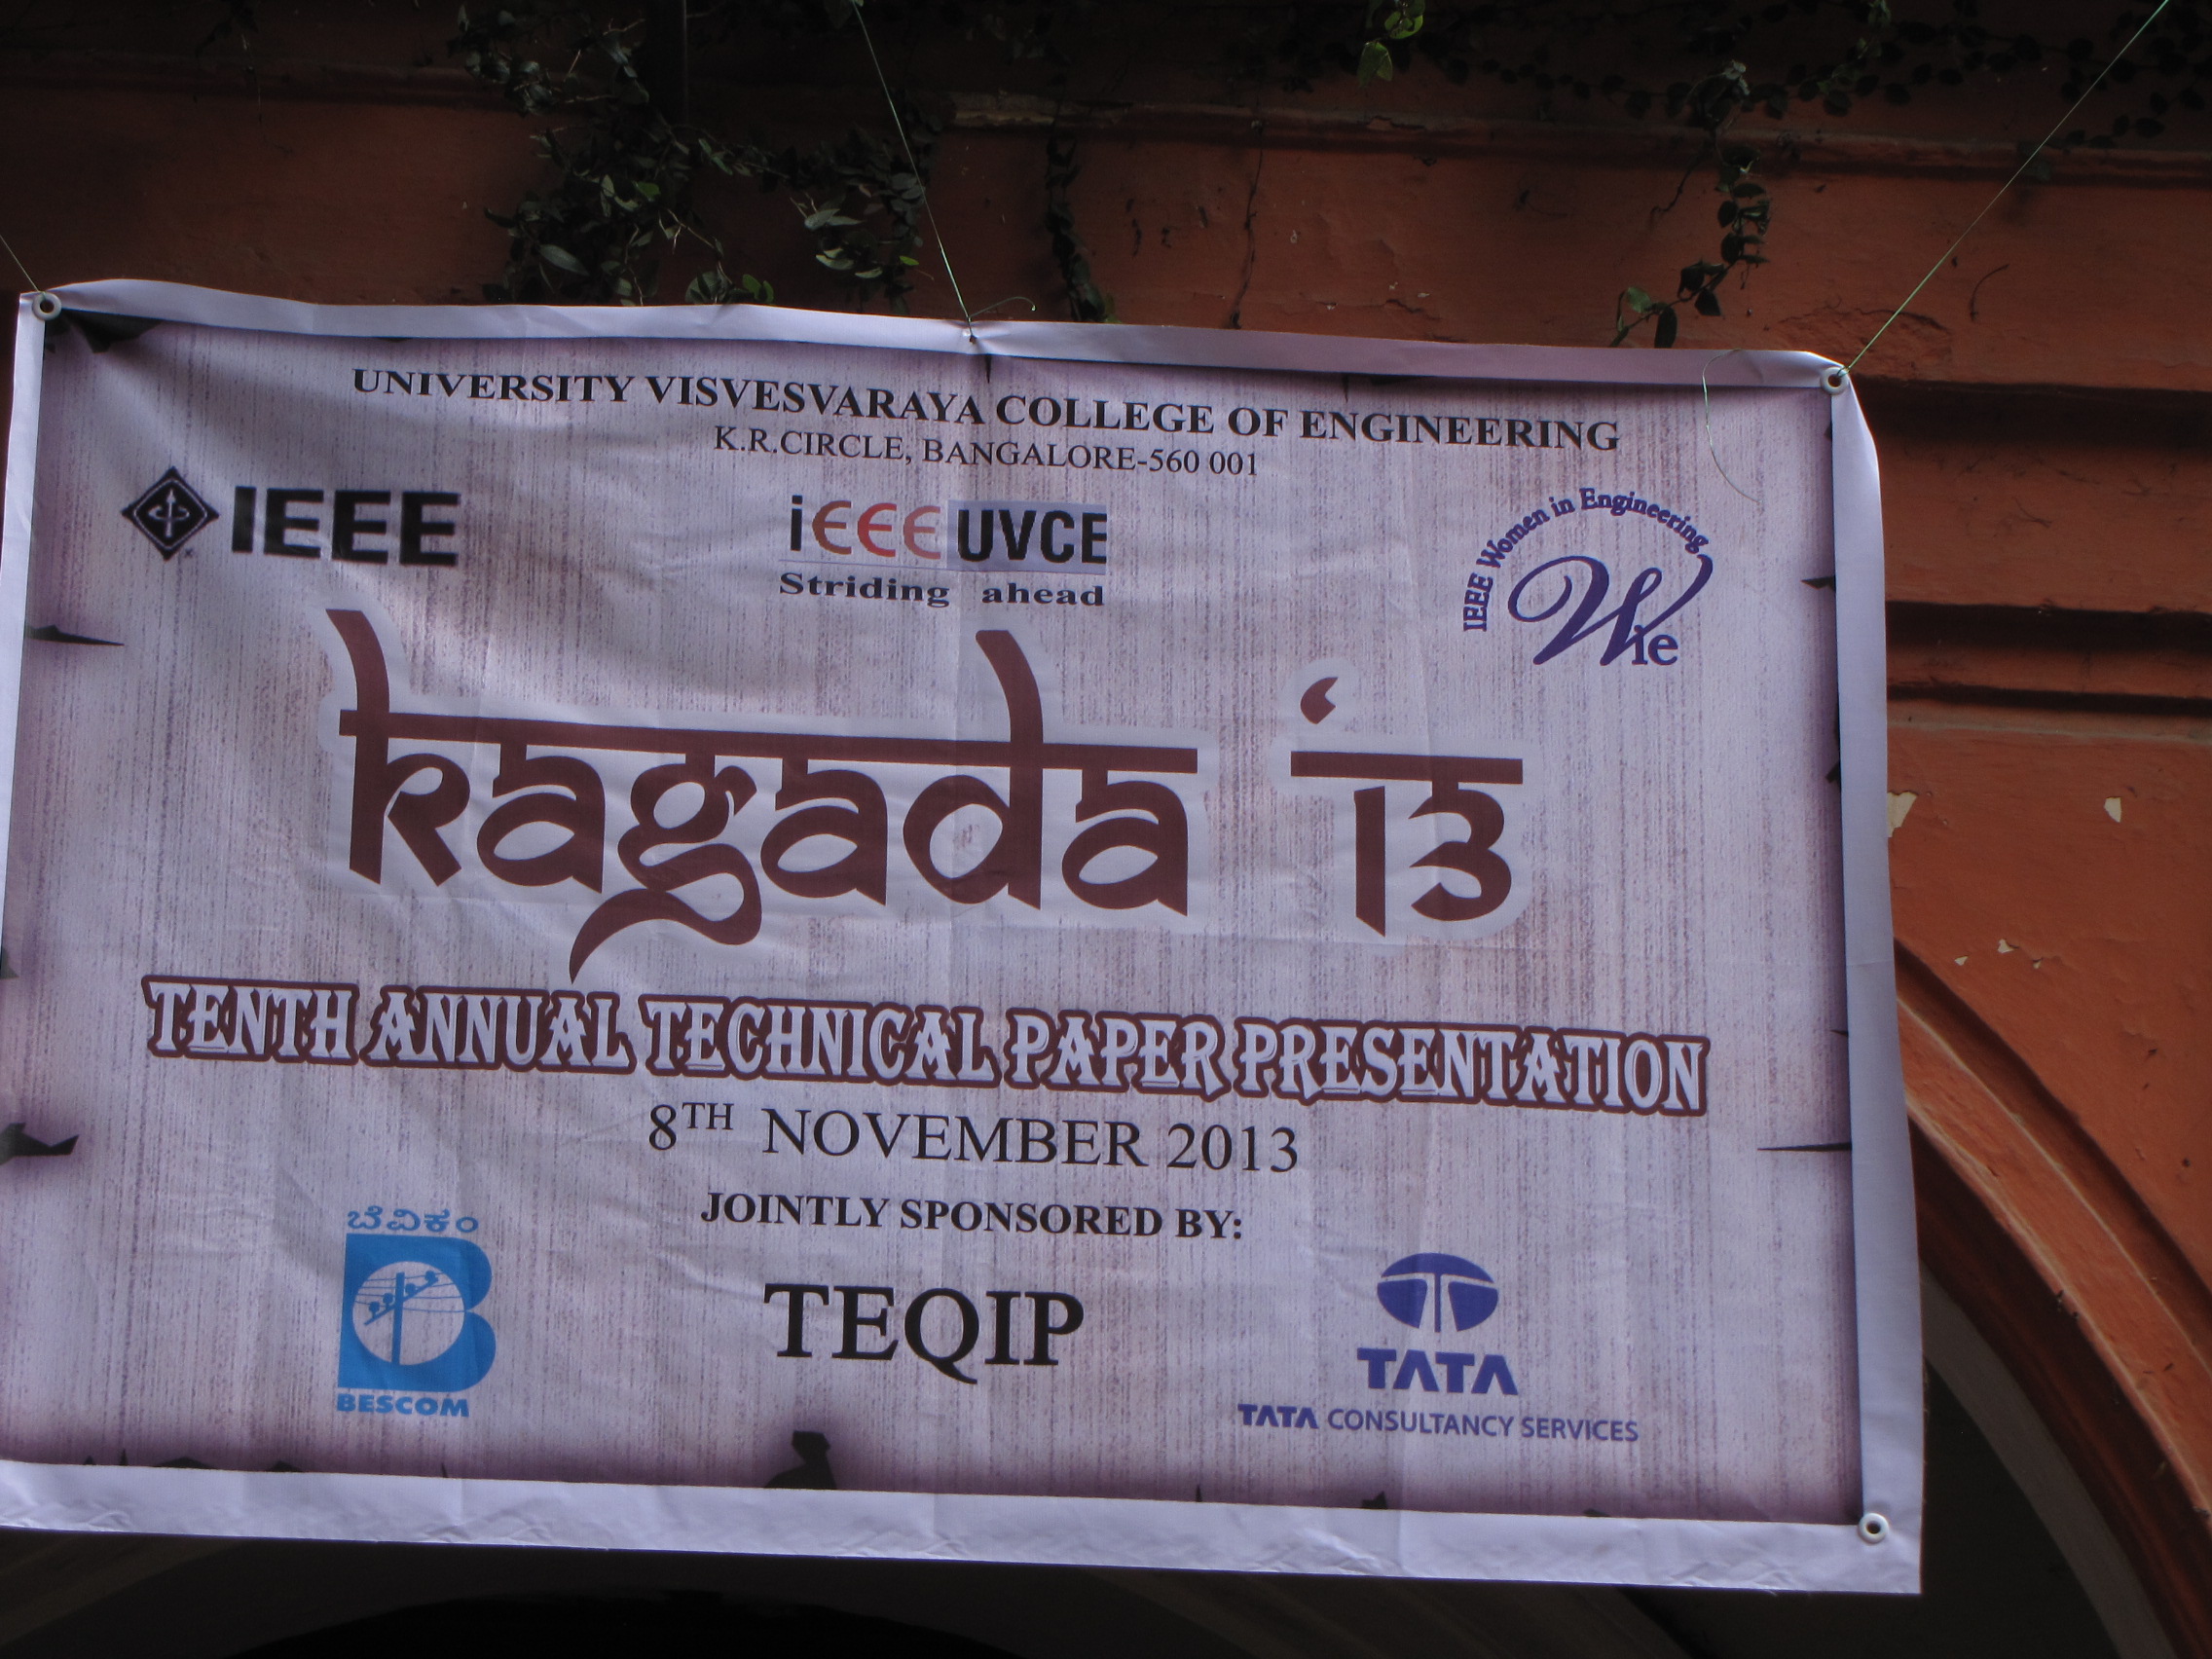 UNIVERSITY VISVESVARAYA COLLEGE OF ENGINEERING
K.R.CIRCLE, BANGALORE-560 001
IEEE
ieee UVCE
Striding ahead
IEEE Women in Engineering
Wie
kagada '13
TENTH ANNUAL TECHNICAL PAPER PRESENTATION
8TH NOVEMBER 2013
JOINTLY SPONSORED BY:
ಬೆವಿಕಂ
B
BESCOM
TEQIP
TATA
TATA CONSULTANCY SERVICES